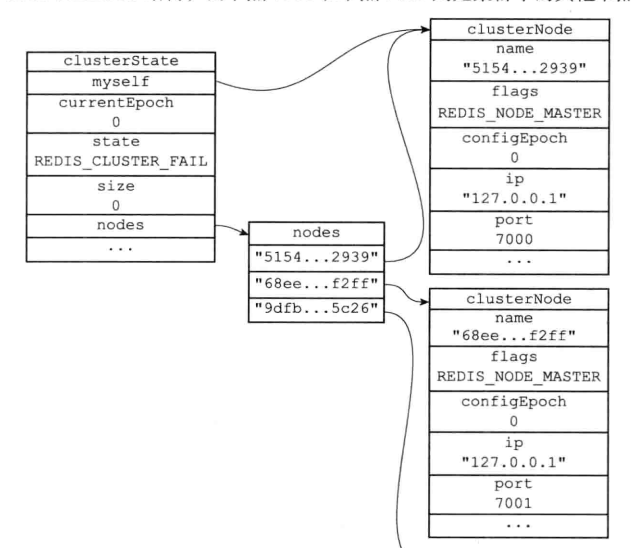 clusterState
myself
currentEpoch
0
state
REDIS_CLUSTER_FAIL
size
0
nodes
...
nodes
"5154...2939"
"68ee...f2ff"
"9dfb...5c26"
clusterNode
name
"5154...2939"
flags
REDIS_NODE_MASTER
configEpoch
0
ip
"127.0.0.1"
port
7000
...
clusterNode
name
"68ee...f2ff"
flags
REDIS_NODE_MASTER
configEpoch
0
ip
"127.0.0.1"
port
7001
...